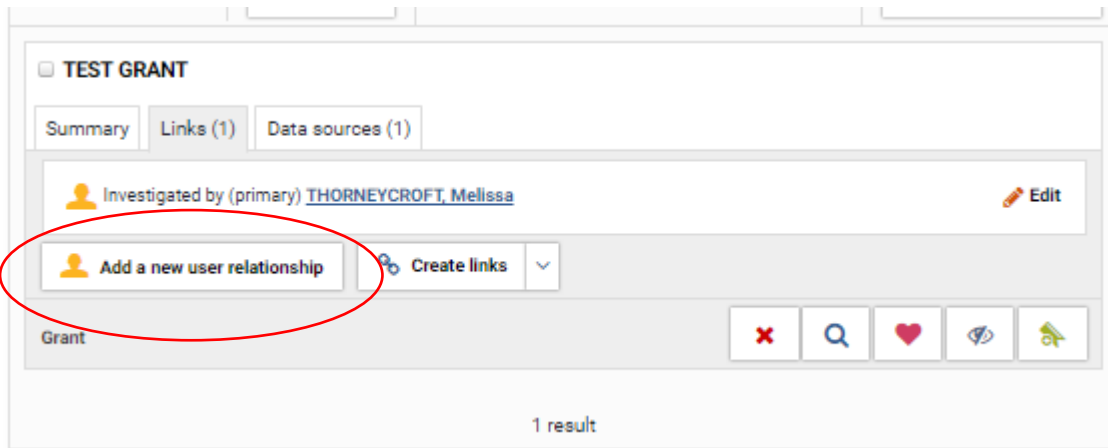 TEST GRANT
Summary Links (1) Data sources (1)
Investigated by (primary) THORNEYCROFT, Melissa Edit
Add a new user relationship Create links
Grant
1 result